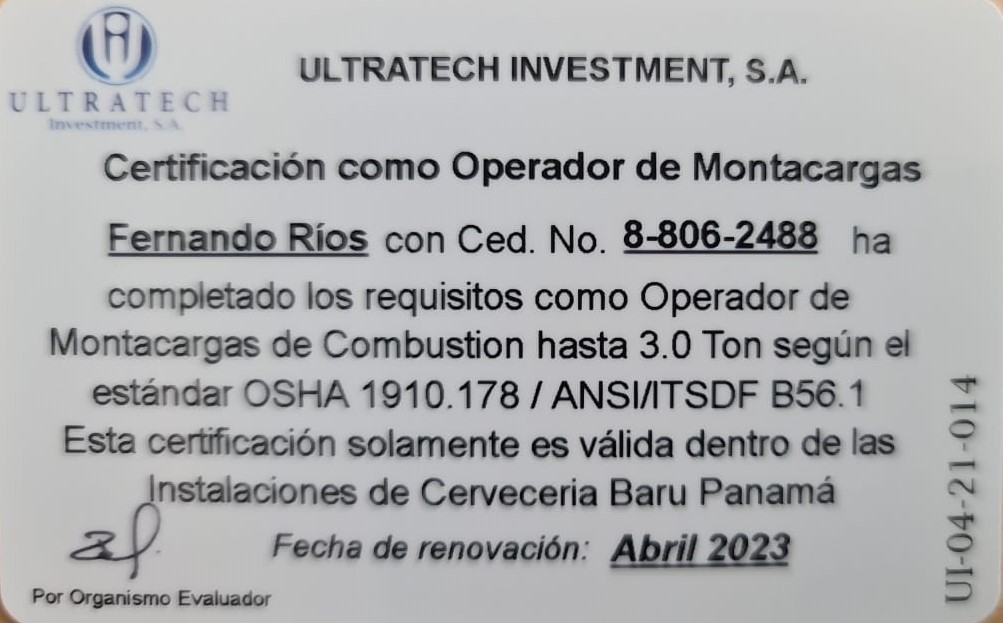 ULTRATECH
Investment, S.A.
ULTRATECH INVESTMENT, S.A.
Certificación como Operador de Montacargas
Fernando Ríos con Ced. No. 8-806-2488 ha
completado los requisitos como Operador de
Montacargas de Combustion hasta 3.0 Ton según el
estándar OSHA 1910.178 / ANSI/ITSDF B56.1
Esta certificación solamente es válida dentro de las
Instalaciones de Cerveceria Baru Panamá
Fecha de renovación: Abril 2023
Por Organismo Evaluador
UI-04-21-014